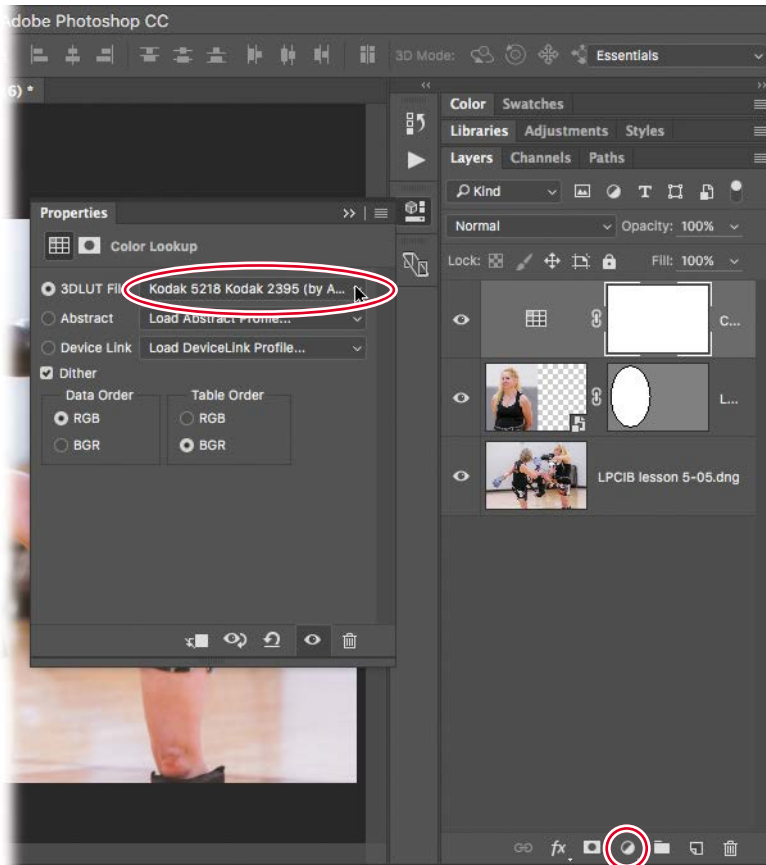 Adobe Photoshop CC
3D Mode: Essentials
6) *
Color Swatches
Libraries Adjustments Styles
Layers Channels Paths
Kind T
Normal Opacity: 100%
Lock: Fill: 100%
C...
L...
LPCIB lesson 5-05.dng
fx
Properties
Color Lookup
3DLUT Fil Kodak 5218 Kodak 2395 (by A...
Abstract Load Abstract Profile...
Device Link Load DeviceLink Profile...
Dither
Data Order Table Order
RGB RGB
BGR BGR